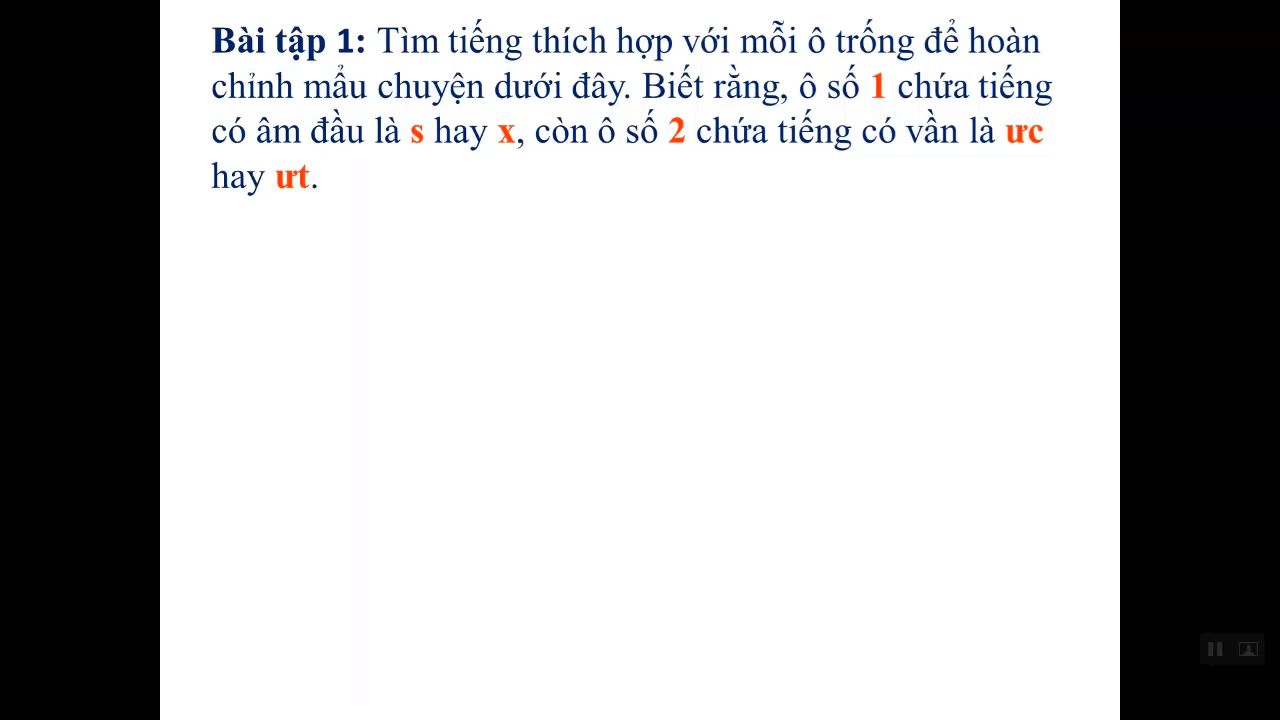 Bài tập 1: Tìm tiếng thích hợp với mỗi ô trống để hoàn
chỉnh mẩu chuyện dưới đây. Biết rằng, ô số 1 chứa tiếng
có âm đầu là s hay x, còn ô số 2 chứa tiếng có vần là ưc
hay ưt.